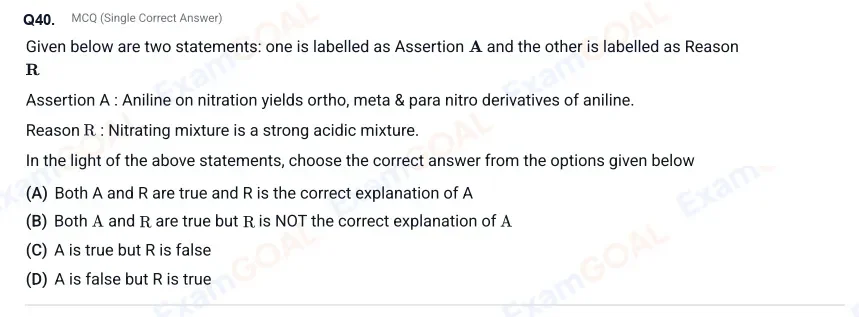 Q40. MCQ (Single Correct Answer)
Given below are two statements: one is labelled as Assertion A and the other is labelled as Reason
R
Assertion A : Aniline on nitration yields ortho, meta & para nitro derivatives of aniline.
Reason R : Nitrating mixture is a strong acidic mixture.
In the light of the above statements, choose the correct answer from the options given below
(A) Both A and R are true and R is the correct explanation of A
(B) Both A and R are true but R is NOT the correct explanation of A
(C) A is true but R is false
(D) A is false but R is true
ExamGOAL